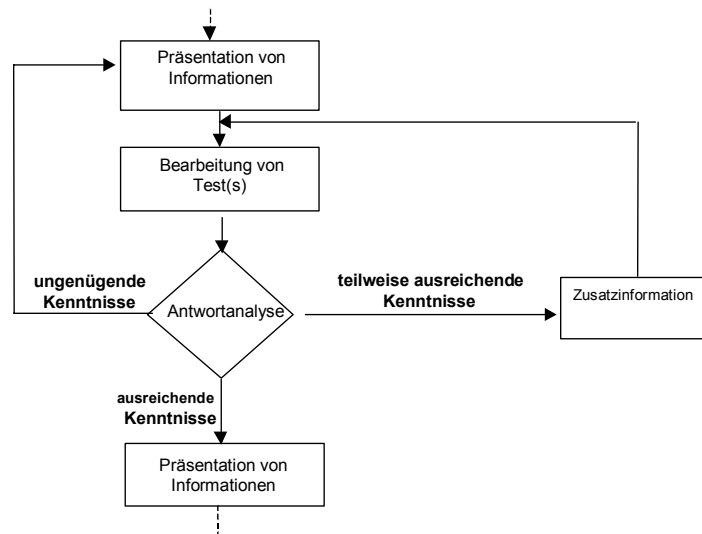 Präsentation von
Informationen
Bearbeitung von
Test(s)
ungenügende
Kenntnisse
Antwortanalyse
teilweise ausreichende
Kenntnisse
Zusatzinformation
ausreichende
Kenntnisse
Präsentation von
Informationen